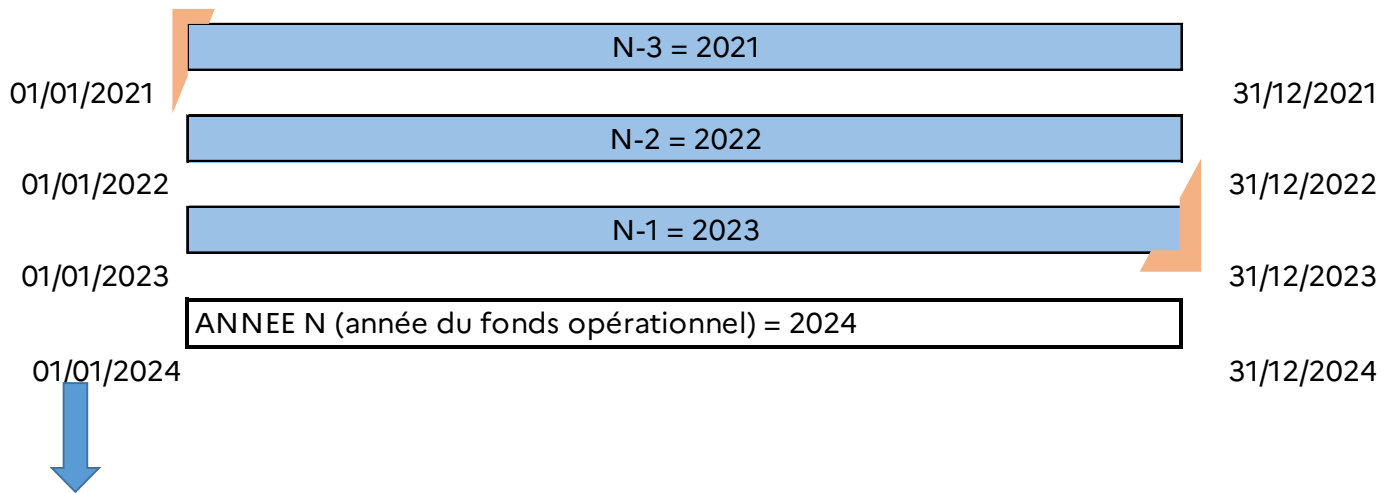 N-3 = 2021
01/01/2021 31/12/2021
N-2 = 2022
01/01/2022 31/12/2022
N-1 = 2023
01/01/2023 31/12/2023
ANNEE N (année du fonds opérationnel) = 2024
01/01/2024 31/12/2024